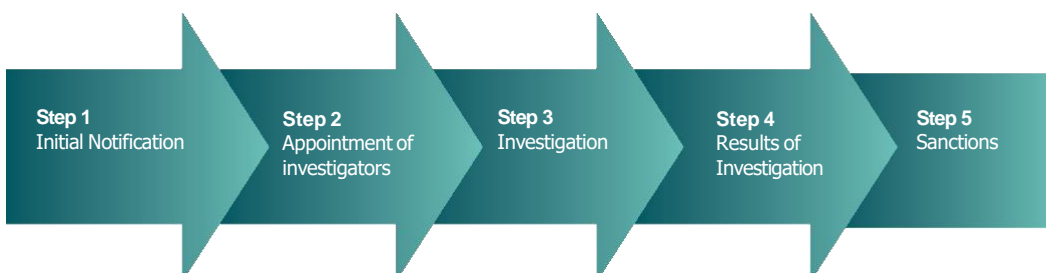 Step 1
Initial Notification
Step 2
Appointment of
investigators
Step 3
Investigation
Step 4
Results of
Investigation
Step 5
Sanctions